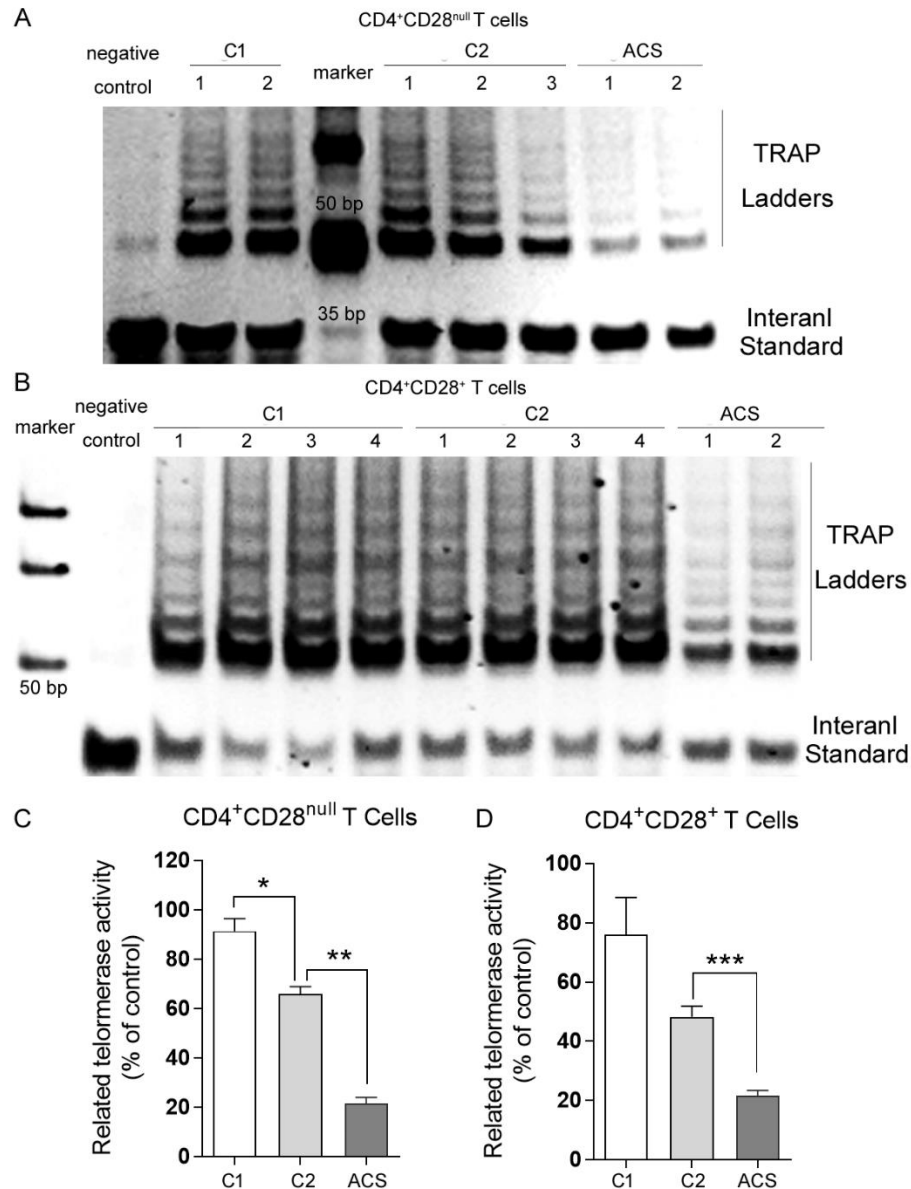 A
CD4⁺CD28ⁿᵘˡˡ T cells
negative control
C1
marker
C2
ACS
1 2 1 2 3 1 2
50 bp
35 bp
TRAP
Ladders
Interanl
Standard
B
CD4⁺CD28⁺ T cells
marker
negative control
C1
C2
ACS
1 2 3 4 1 2 3 4 1 2
50 bp
TRAP
Ladders
Interanl
Standard
C
CD4⁺CD28ⁿᵘˡˡ T Cells
Related telomerase activity
(% of control)
120
100
80
60
40
20
0
*
**
C1 C2 ACS
D
CD4⁺CD28⁺ T Cells
Related telormerase activity
(% of control)
100
80
60
40
20
0
***
C1 C2 ACS